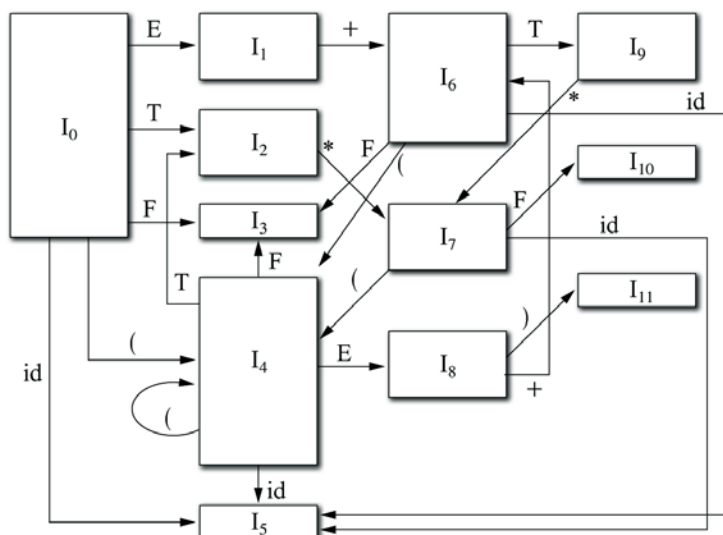 E
I1
+
I6
T
I9
I0
*
id
T
I2
*
F
(
I10
F
I3
F
I7
id
T
F
(
I11
(
I4
E
I8
)
id
(
+
id
I5